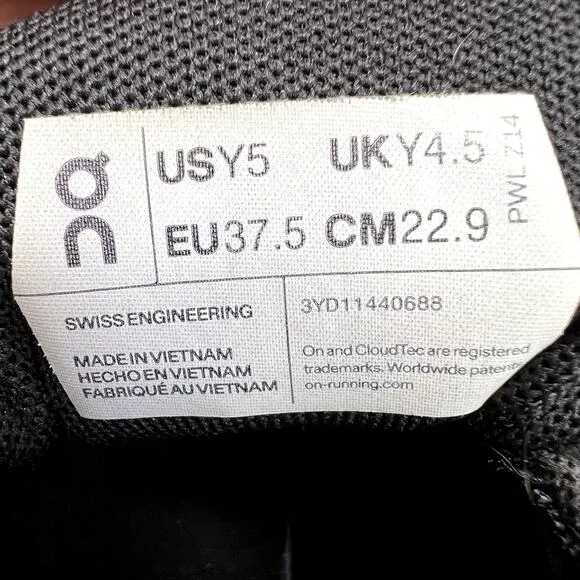 On
USY5 UKY4.5
EU37.5 CM22.9
PWL Z14
SWISS ENGINEERING
MADE IN VIETNAM
HECHO EN VIETNAM
FABRIQUÉ AU VIETNAM
3YD11440688
On and CloudTec are registered
trademarks. Worldwide patents
on-running.com